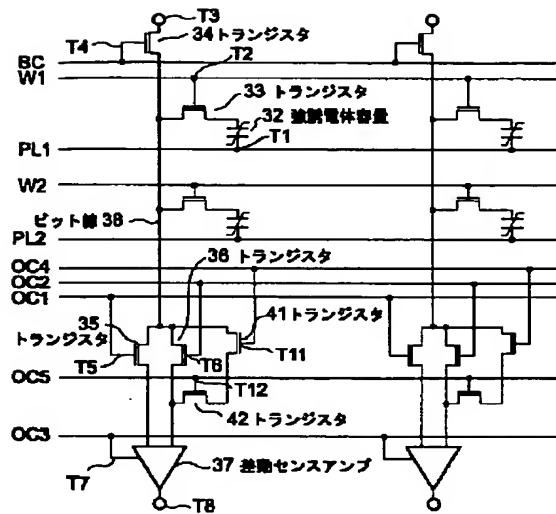 T3
T4
34 トランジスタ
BC
T2
W1
33 トランジスタ
32 強誘電体容量
T1
PL1
W2
ビット線 38
PL2
36 トランジスタ
OC4
OC2
OC1
35
トランジスタ
41 トランジスタ
T5
T6
T11
OC5
T12
42 トランジスタ
OC3
37 差動センスアンプ
T7
T8